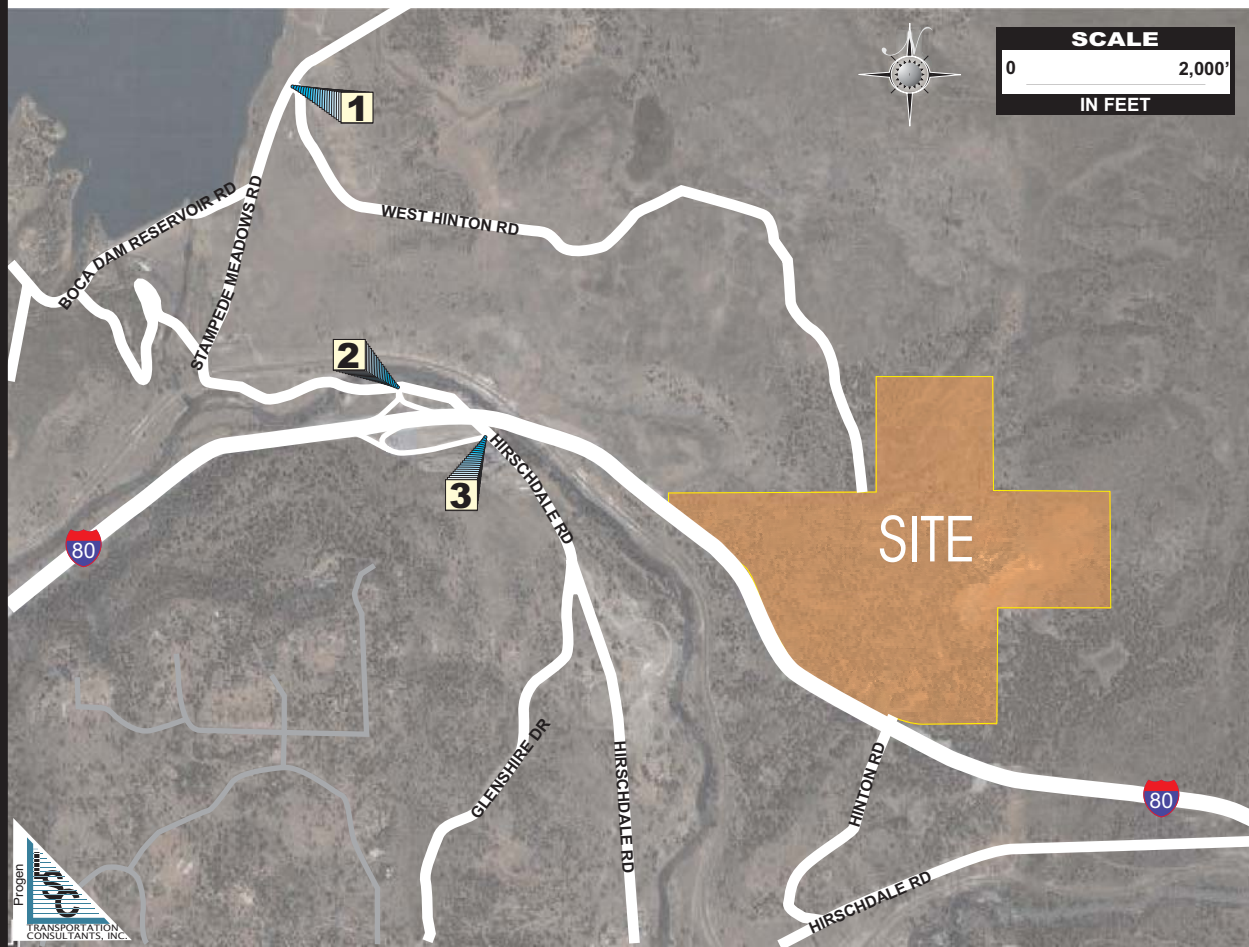 SCALE
0 2,000'
IN FEET
1
BOCA DAM RESERVOIR RD
STAMPEDE MEADOWS RD
WEST HINTON RD
2
HIRSCHDALE RD
3
80
SITE
GLENSHIRE DR
HIRSCHDALE RD
HINTON RD
80
HIRSCHDALE RD
Progen
LSC
TRANSPORTATION
CONSULTANTS, INC.